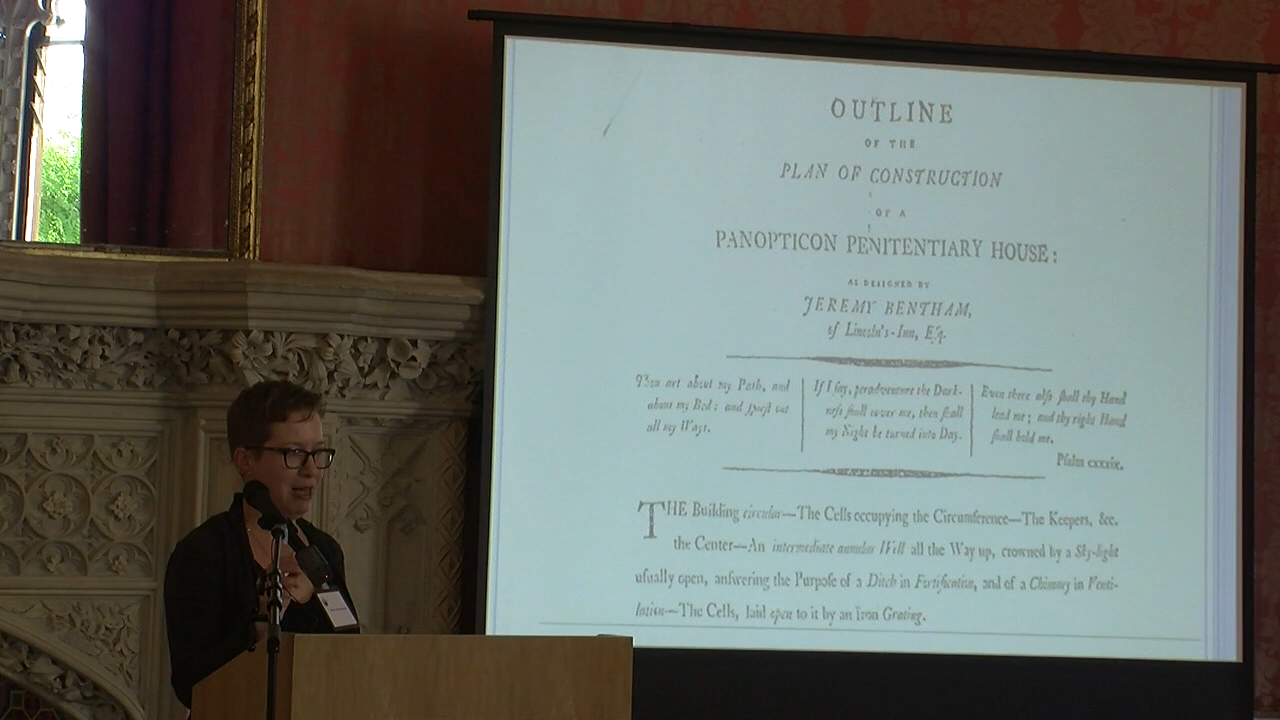 OUTLINE
OF THE
PLAN OF CONSTRUCTION
OF A
PANOPTICON PENITENTIARY HOUSE:
AS DESIGNED BY
JEREMY BENTHAM,
of Lincoln's-Inn, Esq.
Thou art about my Path, and
about my Bed: and spiest out
all my Ways.
If I say, peradventure the Dark-
neſs ſhall cover me, then ſhall
my Night be turned into Day.
Even there alſo ſhall thy Hand
lead me; and thy right Hand
ſhall hold me.
Pſalm cxxxix.
THE Building circular—The Cells occupying the Circumference—The Keepers, &c.
the Center—An intermediate annular Well all the Way up, crowned by a Sky-light
uſually open, anſwering the Purpoſe of a Ditch in Fortification, and of a Chimney in Venti-
lation—The Cells, laid open to it by an Iron Grating.